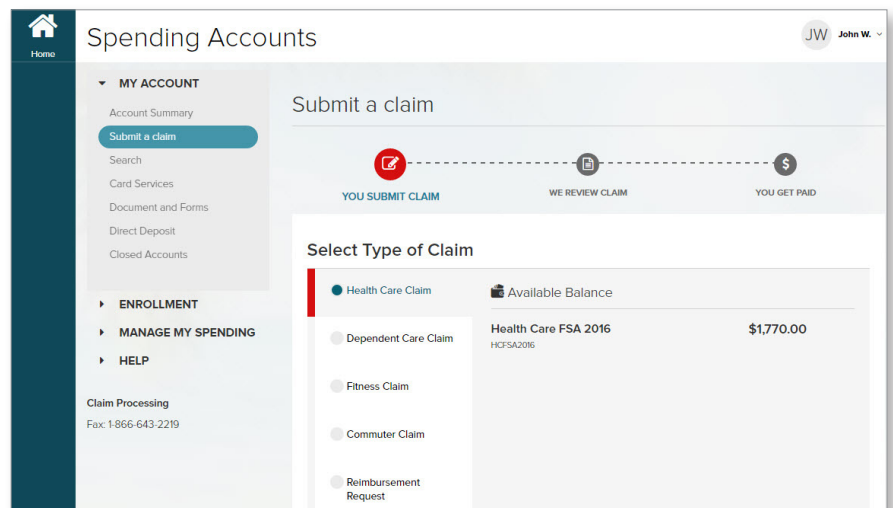 Home
Spending Accounts
JW John W.
MY ACCOUNT
Account Summary
Submit a claim
Search
Card Services
Document and Forms
Direct Deposit
Closed Accounts
ENROLLMENT
MANAGE MY SPENDING
HELP
Claim Processing
Fax: 1-866-643-2219
Submit a claim
YOU SUBMIT CLAIM
WE REVIEW CLAIM
$
YOU GET PAID
Select Type of Claim
Health Care Claim
Dependent Care Claim
Fitness Claim
Commuter Claim
Reimbursement
Request
Available Balance
Health Care FSA 2016 $1,770.00
HCFSA2016